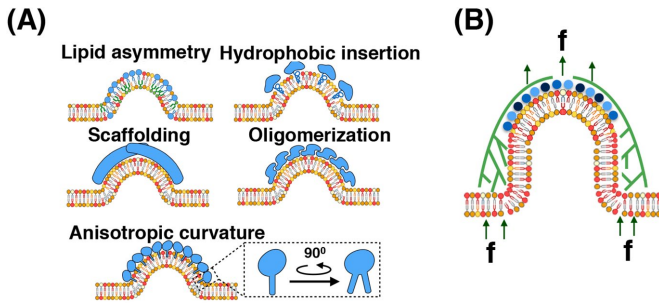 (A)
Lipid asymmetry
Hydrophobic insertion
Scaffolding
Oligomerization
Anisotropic curvature
90⁰
(B)
f
f
f